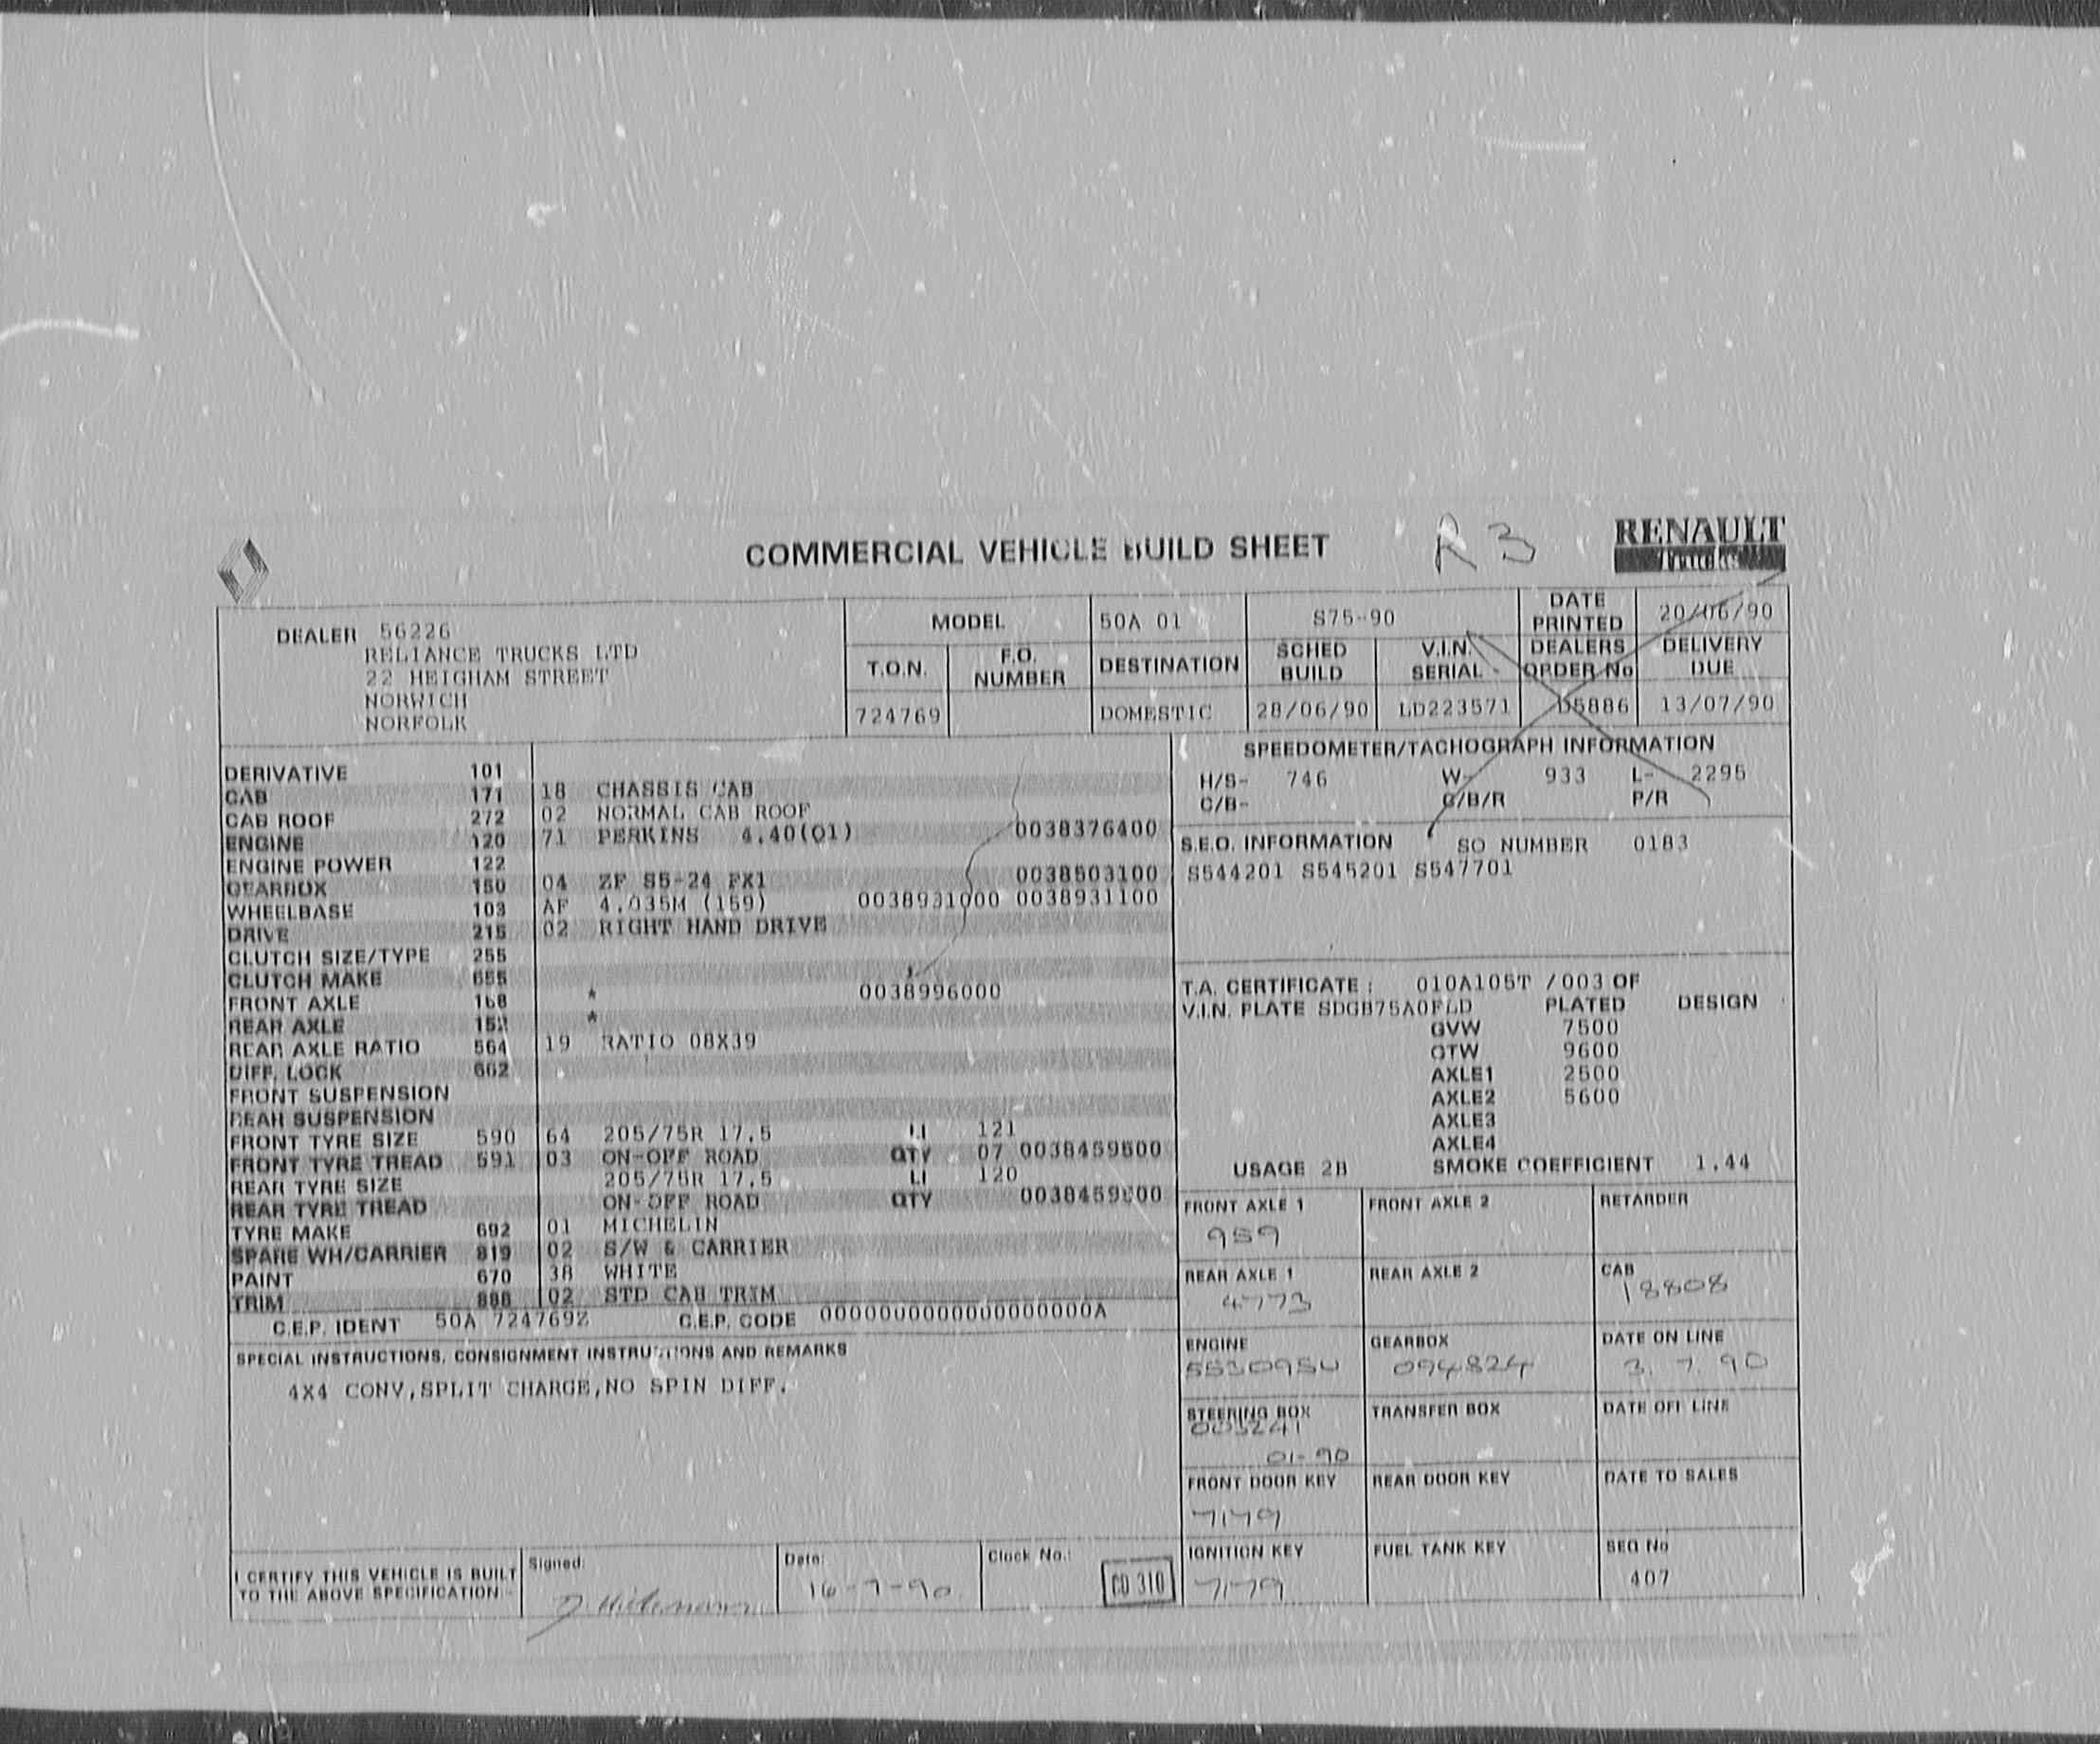 COMMERCIAL VEHICLE BUILD SHEET R3 RENAULT
TRUCKS
DEALER 56226
RELIANCE TRUCKS LTD
22 HEIGHAM STREET
NORWICH
NORFOLK
MODEL 50A 01 S75-90 DATE PRINTED 20/06/90
T.O.N. F.O. NUMBER DESTINATION SCHED BUILD V.I.N. SERIAL - DEALERS ORDER No DELIVERY DUE
724769 DOMESTIC 28/06/90 LD223571 D5886 13/07/90
DERIVATIVE 101
CAB 171 18 CHASSIS CAB
CAB ROOF 272 02 NORMAL CAB ROOF
ENGINE 120 71 PERKINS 4.40(Q1) 0038376400
ENGINE POWER 122
GEARBOX 150 04 ZF S5-24 FX1 0038503100
WHEELBASE 103 AF 4.035M (159) 0038931000 0038931100
DRIVE 215 02 RIGHT HAND DRIVE
CLUTCH SIZE/TYPE 255
CLUTCH MAKE 655
FRONT AXLE 168 * 0038996000
REAR AXLE 152 *
REAR AXLE RATIO 564 19 RATIO 08X39
DIFF. LOCK 662
FRONT SUSPENSION
REAR SUSPENSION
FRONT TYRE SIZE 590 64 205/75R 17.5 LI 121
FRONT TYRE TREAD 591 03 ON-OFF ROAD QTY 07 0038459500
REAR TYRE SIZE 205/75R 17.5 LI 120
REAR TYRE TREAD ON-OFF ROAD QTY
TYRE MAKE 692 01 MICHELIN
SPARE WH/CARRIER 819 02 S/W & CARRIER
PAINT 670 38 WHITE
TRIM 888 02 STD CAB TRIM
C.E.P. IDENT 50A 724769Z C.E.P. CODE
SPECIAL INSTRUCTIONS, CONSIGNMENT INSTRUCTIONS AND REMARKS
4X4 CONV,SPLIT CHARGE,NO SPIN DIFF.
SPEEDOMETER/TACHOGRAPH INFORMATION
H/S- 746 W- 933 L- 2295
C/B- G/B/R P/R
S.E.O. INFORMATION SO NUMBER 0183
S544201 S545201 S547701
T.A. CERTIFICATE : 010A105T /003 OF
V.I.N. PLATE SDGB75A0FLD PLATED DESIGN
GVW 7500
GTW 9600
AXLE1 2500
AXLE2 5600
AXLE3
AXLE4
USAGE 2B SMOKE COEFFICIENT 1.44
FRONT AXLE 1 FRONT AXLE 2 RETARDER
959
REAR AXLE 1 REAR AXLE 2 CAB
4773 18808
ENGINE GEARBOX DATE ON LINE
094824 3.7.90
STEERING BOX TRANSFER BOX DATE OFF LINE
003241
01-90
FRONT DOOR KEY REAR DOOR KEY DATE TO SALES
7179
IGNITION KEY FUEL TANK KEY SEQ No
7179 407
I CERTIFY THIS VEHICLE IS BUILT
TO THE ABOVE SPECIFICATION:-
Signed: Date: 16-7-90 Clock No.: CD 310